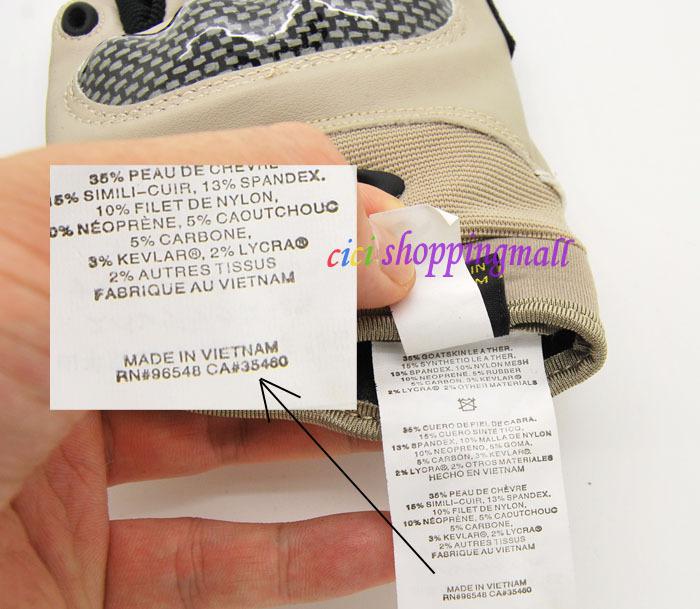 35% PEAU DE CHÈVRE
15% SIMILI-CUIR, 13% SPANDEX.
10% FILET DE NYLON,
0% NÉOPRÈNE, 5% CAOUTCHOUC
5% CARBONE,
3% KEVLAR®, 2% LYCRA®
2% AUTRES TISSUS
FABRIQUE AU VIETNAM
MADE IN VIETNAM
RN#96548 CA#35460
cici shoppingmall
IN
M
35% GOATSKIN LEATHER.
15% SYNTHETIC LEATHER.
13% SPANDEX. 10% NYLON MESH
10% NEOPRENE, 5% RUBBER
5% CARBON, 3% KEVLAR®
2% LYCRA® 2% OTHER MATERIALS
35% CUERO DE PIEL DE CABRA.
15% CUERO SINTETICO,
13% SPANDEX, 10% MALLA DE NYLON
10% NEOPRENO, 5% GOMA.
5% CARBÓN, 3% KEVLAR®.
2% LYCRA®, 2% OTROS MATERIALES
HECHO EN VIETNAM
35% PEAU DE CHÈVRE
15% SIMILI-CUIR, 13% SPANDEX.
10% FILET DE NYLON,
10% NÉOPRÈNE, 5% CAOUTCHOUC
5% CARBONE,
3% KEVLAR®, 2% LYCRA®
2% AUTRES TISSUS
FABRIQUE AU VIETNAM
MADE IN VIETNAM
RN#96548 CA#35460